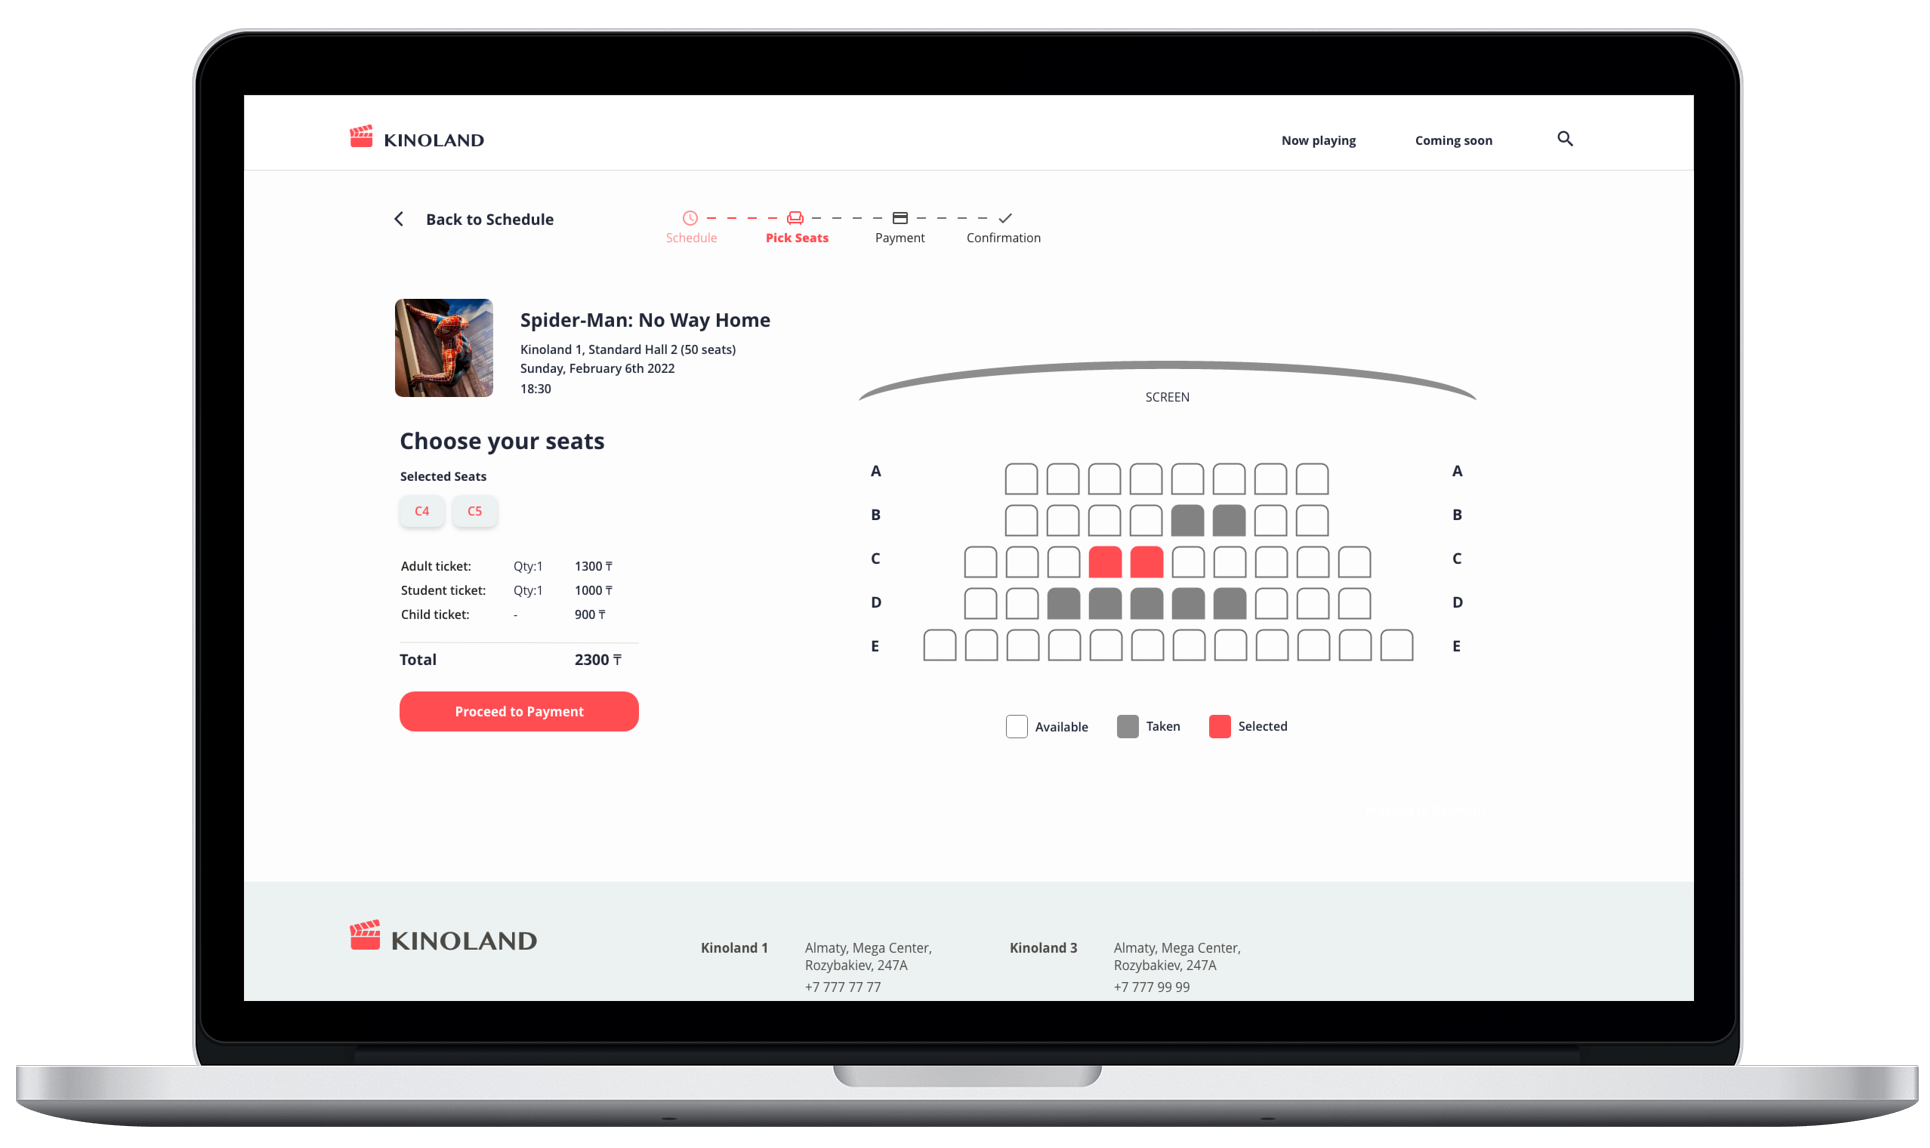 KINOLAND
Now playing
Coming soon
Back to Schedule
Schedule
Pick Seats
Payment
Confirmation
Spider-Man: No Way Home
Kinoland 1, Standard Hall 2 (50 seats)
Sunday, February 6th 2022
18:30
Choose your seats
Selected Seats
C4 C5
Adult ticket: Qty:1 1300 ₸
Student ticket: Qty:1 1000 ₸
Child ticket: - 900 ₸
Total 2300 ₸
Proceed to Payment
SCREEN
A A
B B
C C
D D
E E
Available Taken Selected
KINOLAND
Kinoland 1
Almaty, Mega Center,
Rozybakiev, 247A
+7 777 77 77
Kinoland 3
Almaty, Mega Center,
Rozybakiev, 247A
+7 777 99 99